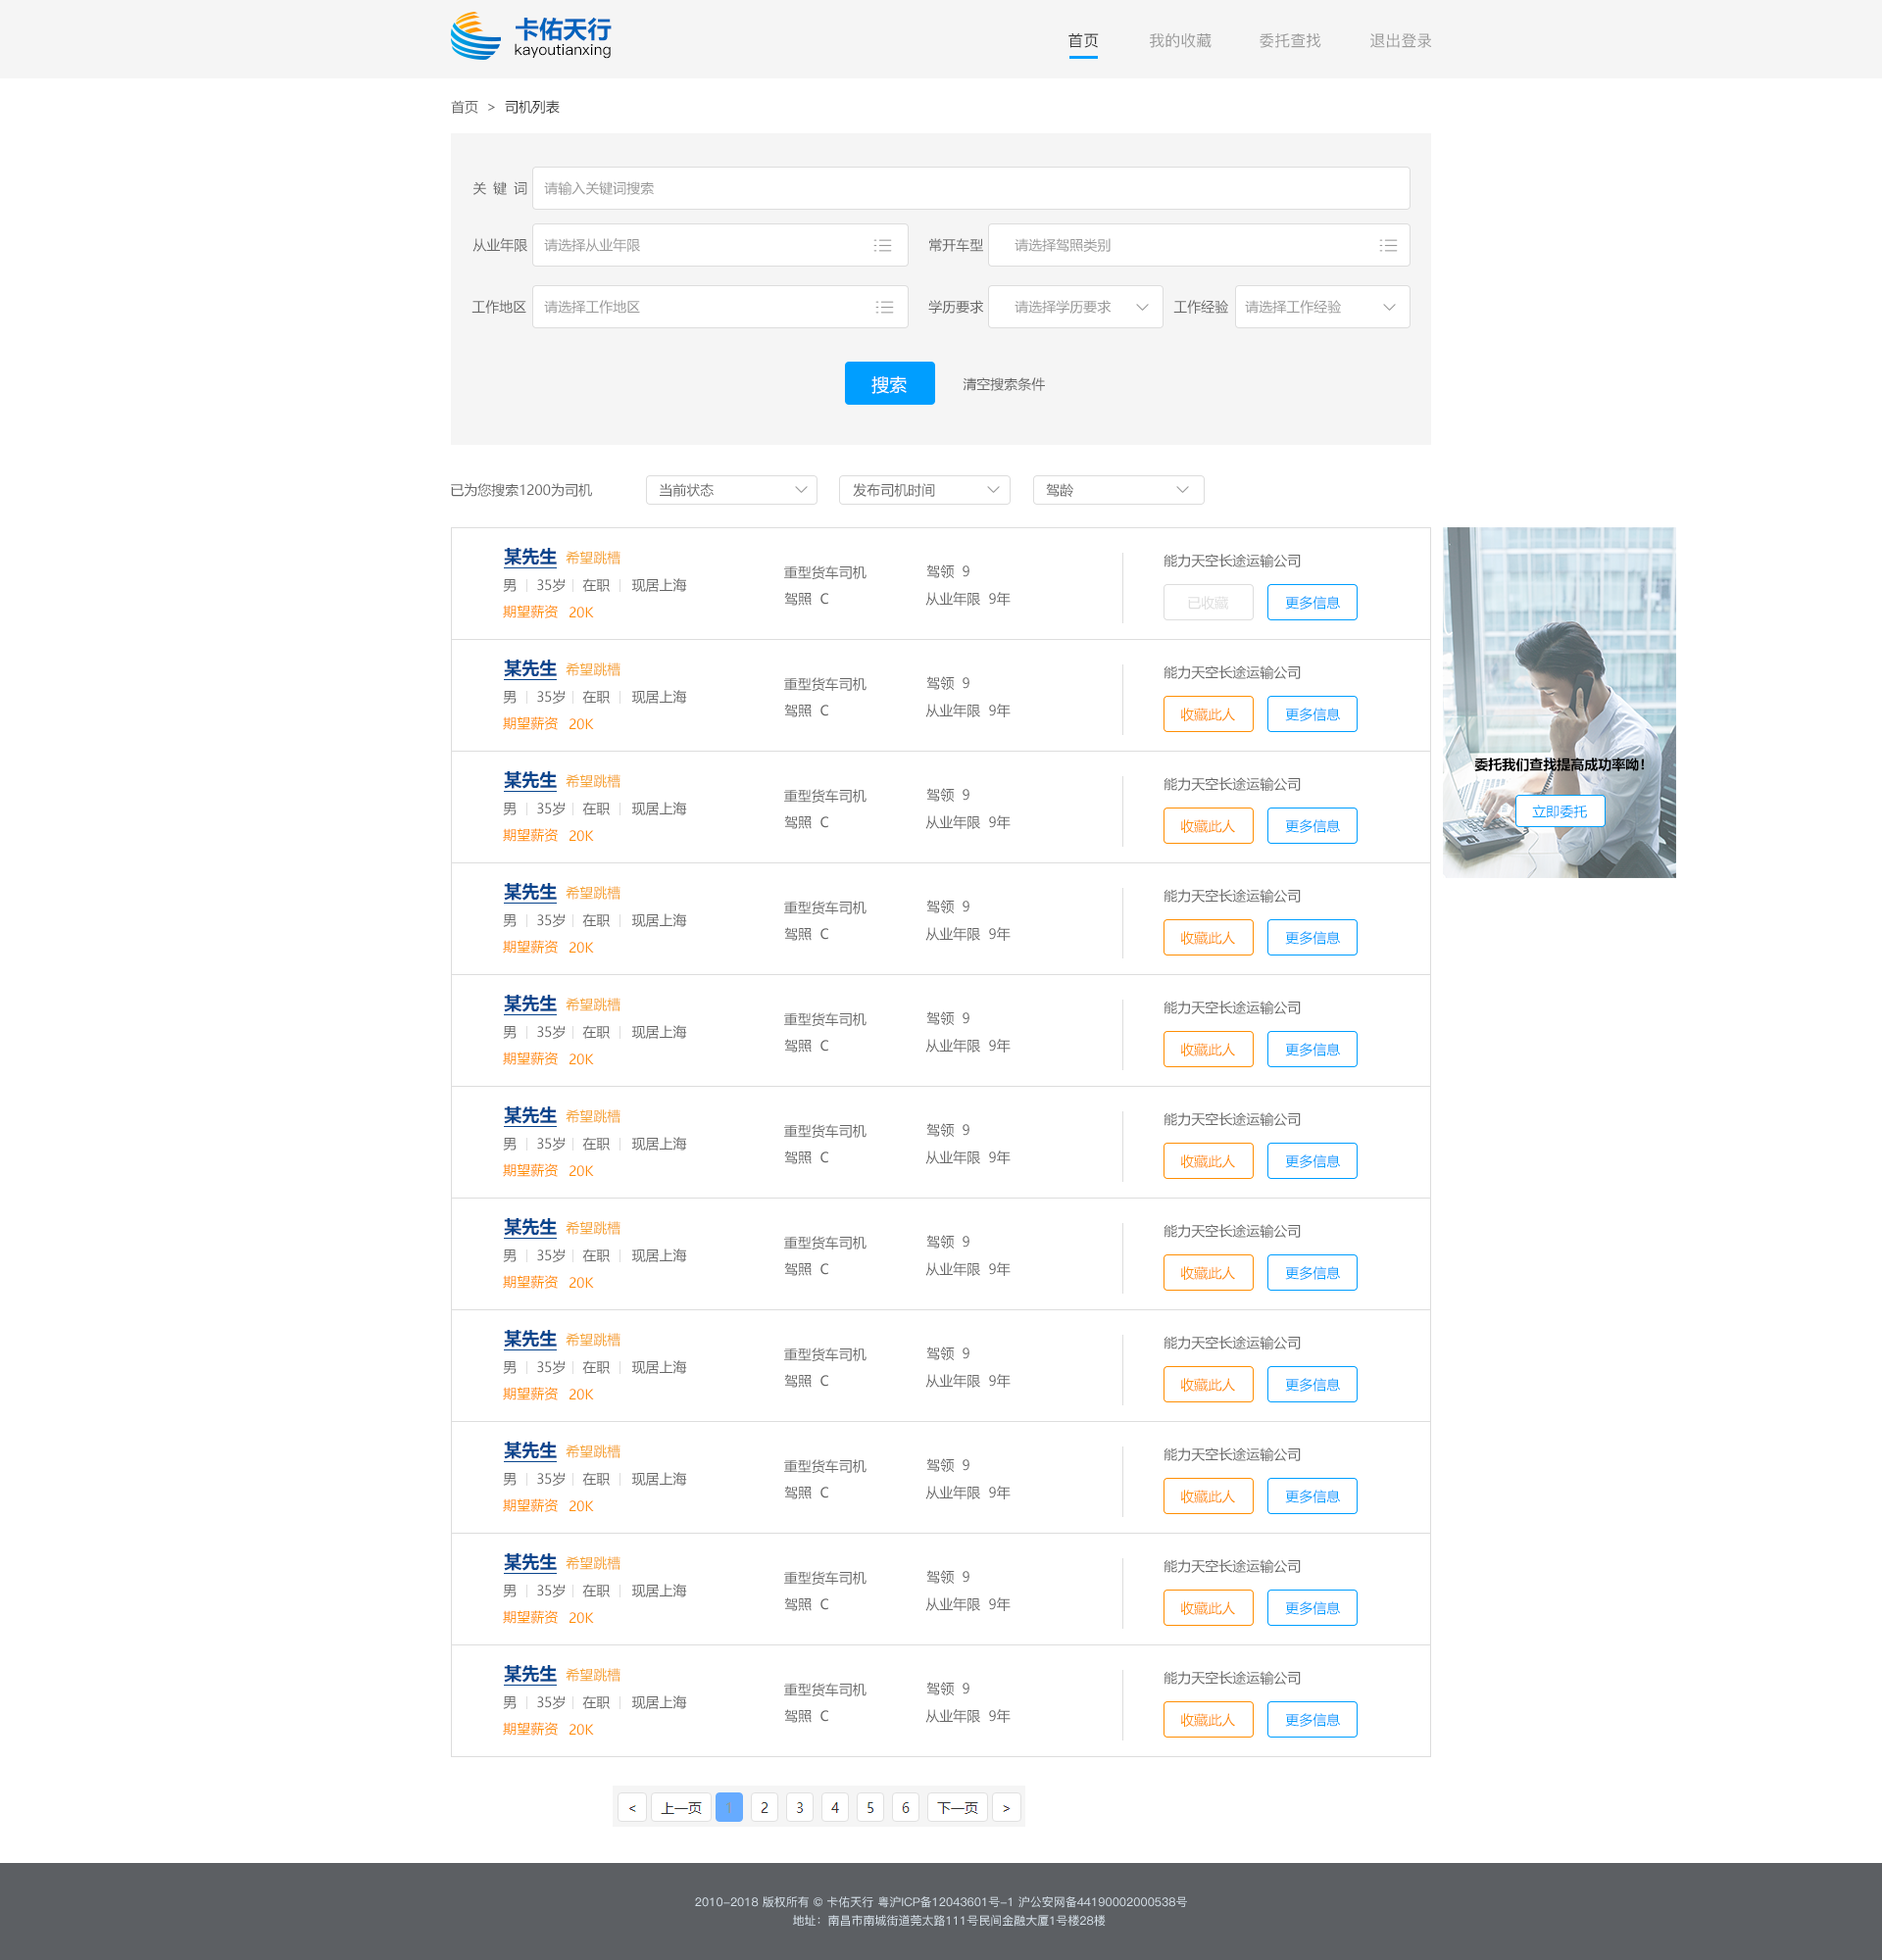 卡佑天行
kayoutianxing
首页 我的收藏 委托查找 退出登录
首页 > 司机列表
关 键 词 请输入关键词搜索
从业年限 请选择从业年限 常开车型 请选择驾照类别
工作地区 请选择工作地区 学历要求 请选择学历要求 工作经验 请选择工作经验
搜索 清空搜索条件
已为您搜索1200为司机 当前状态 发布司机时间 驾龄
某先生 希望跳槽
男 35岁 在职 现居上海
期望薪资 20K
重型货车司机
驾照 C
驾领 9
从业年限 9年
能力天空长途运输公司
已收藏 更多信息
某先生 希望跳槽
男 35岁 在职 现居上海
期望薪资 20K
重型货车司机
驾照 C
驾领 9
从业年限 9年
能力天空长途运输公司
收藏此人 更多信息
某先生 希望跳槽
男 35岁 在职 现居上海
期望薪资 20K
重型货车司机
驾照 C
驾领 9
从业年限 9年
能力天空长途运输公司
收藏此人 更多信息
某先生 希望跳槽
男 35岁 在职 现居上海
期望薪资 20K
重型货车司机
驾照 C
驾领 9
从业年限 9年
能力天空长途运输公司
收藏此人 更多信息
某先生 希望跳槽
男 35岁 在职 现居上海
期望薪资 20K
重型货车司机
驾照 C
驾领 9
从业年限 9年
能力天空长途运输公司
收藏此人 更多信息
某先生 希望跳槽
男 35岁 在职 现居上海
期望薪资 20K
重型货车司机
驾照 C
驾领 9
从业年限 9年
能力天空长途运输公司
收藏此人 更多信息
某先生 希望跳槽
男 35岁 在职 现居上海
期望薪资 20K
重型货车司机
驾照 C
驾领 9
从业年限 9年
能力天空长途运输公司
收藏此人 更多信息
某先生 希望跳槽
男 35岁 在职 现居上海
期望薪资 20K
重型货车司机
驾照 C
驾领 9
从业年限 9年
能力天空长途运输公司
收藏此人 更多信息
某先生 希望跳槽
男 35岁 在职 现居上海
期望薪资 20K
重型货车司机
驾照 C
驾领 9
从业年限 9年
能力天空长途运输公司
收藏此人 更多信息
某先生 希望跳槽
男 35岁 在职 现居上海
期望薪资 20K
重型货车司机
驾照 C
驾领 9
从业年限 9年
能力天空长途运输公司
收藏此人 更多信息
某先生 希望跳槽
男 35岁 在职 现居上海
期望薪资 20K
重型货车司机
驾照 C
驾领 9
从业年限 9年
能力天空长途运输公司
收藏此人 更多信息
委托我们查找提高成功率呦！
立即委托
< 上一页 1 2 3 4 5 6 下一页 >
2010-2018 版权所有 © 卡佑天行 粤沪ICP备12043601号-1 沪公安网备44190002000538号
地址：南昌市南城街道莞太路111号民间金融大厦1号楼28楼